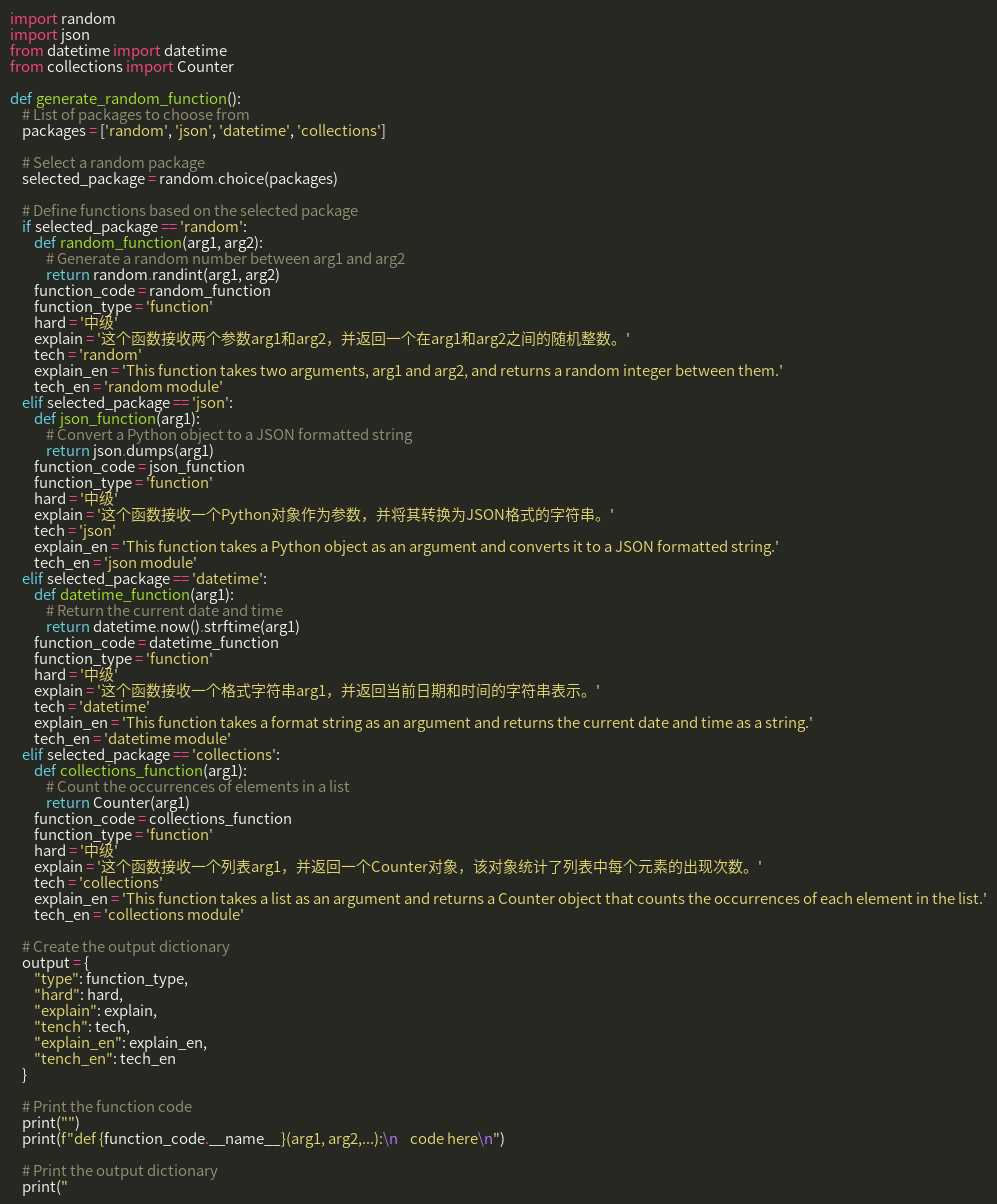 import random
import json
from datetime import datetime
from collections import Counter

def generate_random_function():
    # List of packages to choose from
    packages = ['random', 'json', 'datetime', 'collections']

    # Select a random package
    selected_package = random.choice(packages)

    # Define functions based on the selected package
    if selected_package == 'random':
        def random_function(arg1, arg2):
            # Generate a random number between arg1 and arg2
            return random.randint(arg1, arg2)
        function_code = random_function
        function_type = 'function'
        hard = '中级'
        explain = '这个函数接收两个参数arg1和arg2，并返回一个在arg1和arg2之间的随机整数。'
        tech = 'random'
        explain_en = 'This function takes two arguments, arg1 and arg2, and returns a random integer between them.'
        tech_en = 'random module'
    elif selected_package == 'json':
        def json_function(arg1):
            # Convert a Python object to a JSON formatted string
            return json.dumps(arg1)
        function_code = json_function
        function_type = 'function'
        hard = '中级'
        explain = '这个函数接收一个Python对象作为参数，并将其转换为JSON格式的字符串。'
        tech = 'json'
        explain_en = 'This function takes a Python object as an argument and converts it to a JSON formatted string.'
        tech_en = 'json module'
    elif selected_package == 'datetime':
        def datetime_function(arg1):
            # Return the current date and time
            return datetime.now().strftime(arg1)
        function_code = datetime_function
        function_type = 'function'
        hard = '中级'
        explain = '这个函数接收一个格式字符串arg1，并返回当前日期和时间的字符串表示。'
        tech = 'datetime'
        explain_en = 'This function takes a format string as an argument and returns the current date and time as a string.'
        tech_en = 'datetime module'
    elif selected_package == 'collections':
        def collections_function(arg1):
            # Count the occurrences of elements in a list
            return Counter(arg1)
        function_code = collections_function
        function_type = 'function'
        hard = '中级'
        explain = '这个函数接收一个列表arg1，并返回一个Counter对象，该对象统计了列表中每个元素的出现次数。'
        tech = 'collections'
        explain_en = 'This function takes a list as an argument and returns a Counter object that counts the occurrences of each element in the list.'
        tech_en = 'collections module'

    # Create the output dictionary
    output = {
        "type": function_type,
        "hard": hard,
        "explain": explain,
        "tench": tech,
        "explain_en": explain_en,
        "tench_en": tech_en
    }

    # Print the function code
    print("")
    print(f"def {function_code.__name__}(arg1, arg2,...):\n    code here\n")

    # Print the output dictionary
    print("